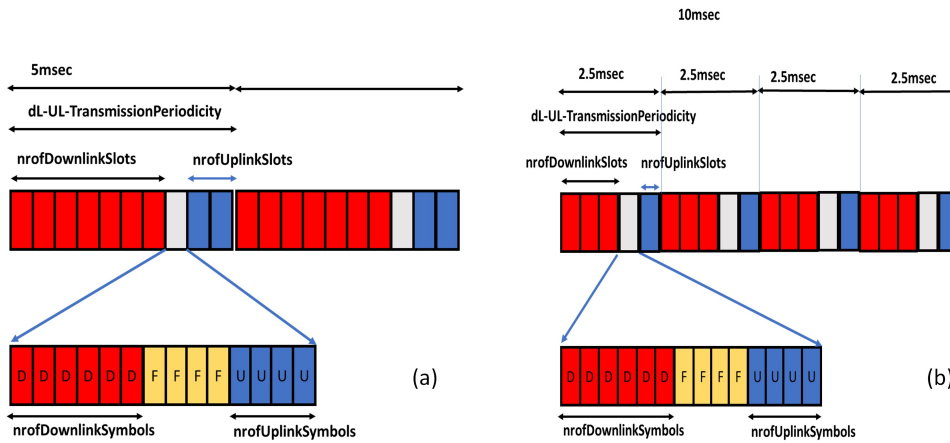 10msec
5msec
2.5msec 2.5msec 2.5msec 2.5msec
dL-UL-TransmissionPeriodicity
dL-UL-TransmissionPeriodicity
nrofDownlinkSlots nrofUplinkSlots
nrofDownlinkSlots nrofUplinkSlots
D D D D D D F F F F U U U U
(a)
D D D D D D F F F F U U U U
(b)
nrofDownlinkSymbols nrofUplinkSymbols
nrofDownlinkSymbols nrofUplinkSymbols